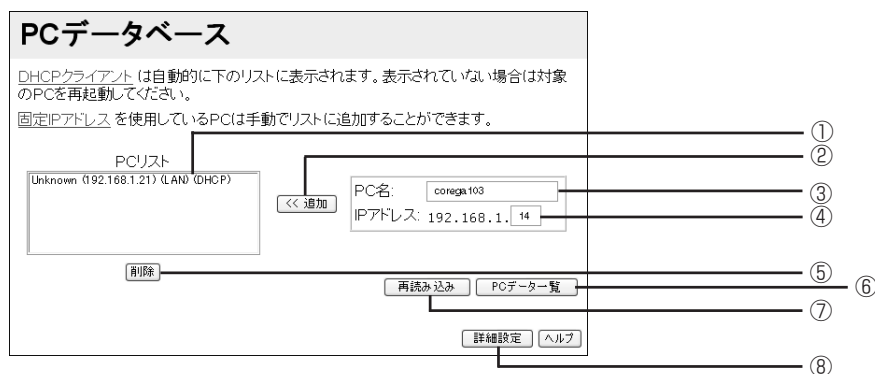 PCデータベース
DHCPクライアント は自動的に下のリストに表示されます。表示されていない場合は対象
のPCを再起動してください。
固定IPアドレス を使用しているPCは手動でリストに追加することができます。
①
PCリスト
②
Unknown (192.168.1.21) (LAN) (DHCP)
<< 追加
PC名: corega103
③
IPアドレス: 192.168.1. 14
④
削除
⑤
再読み込み PCデータ一覧
⑥
⑦
詳細設定 ヘルプ
⑧